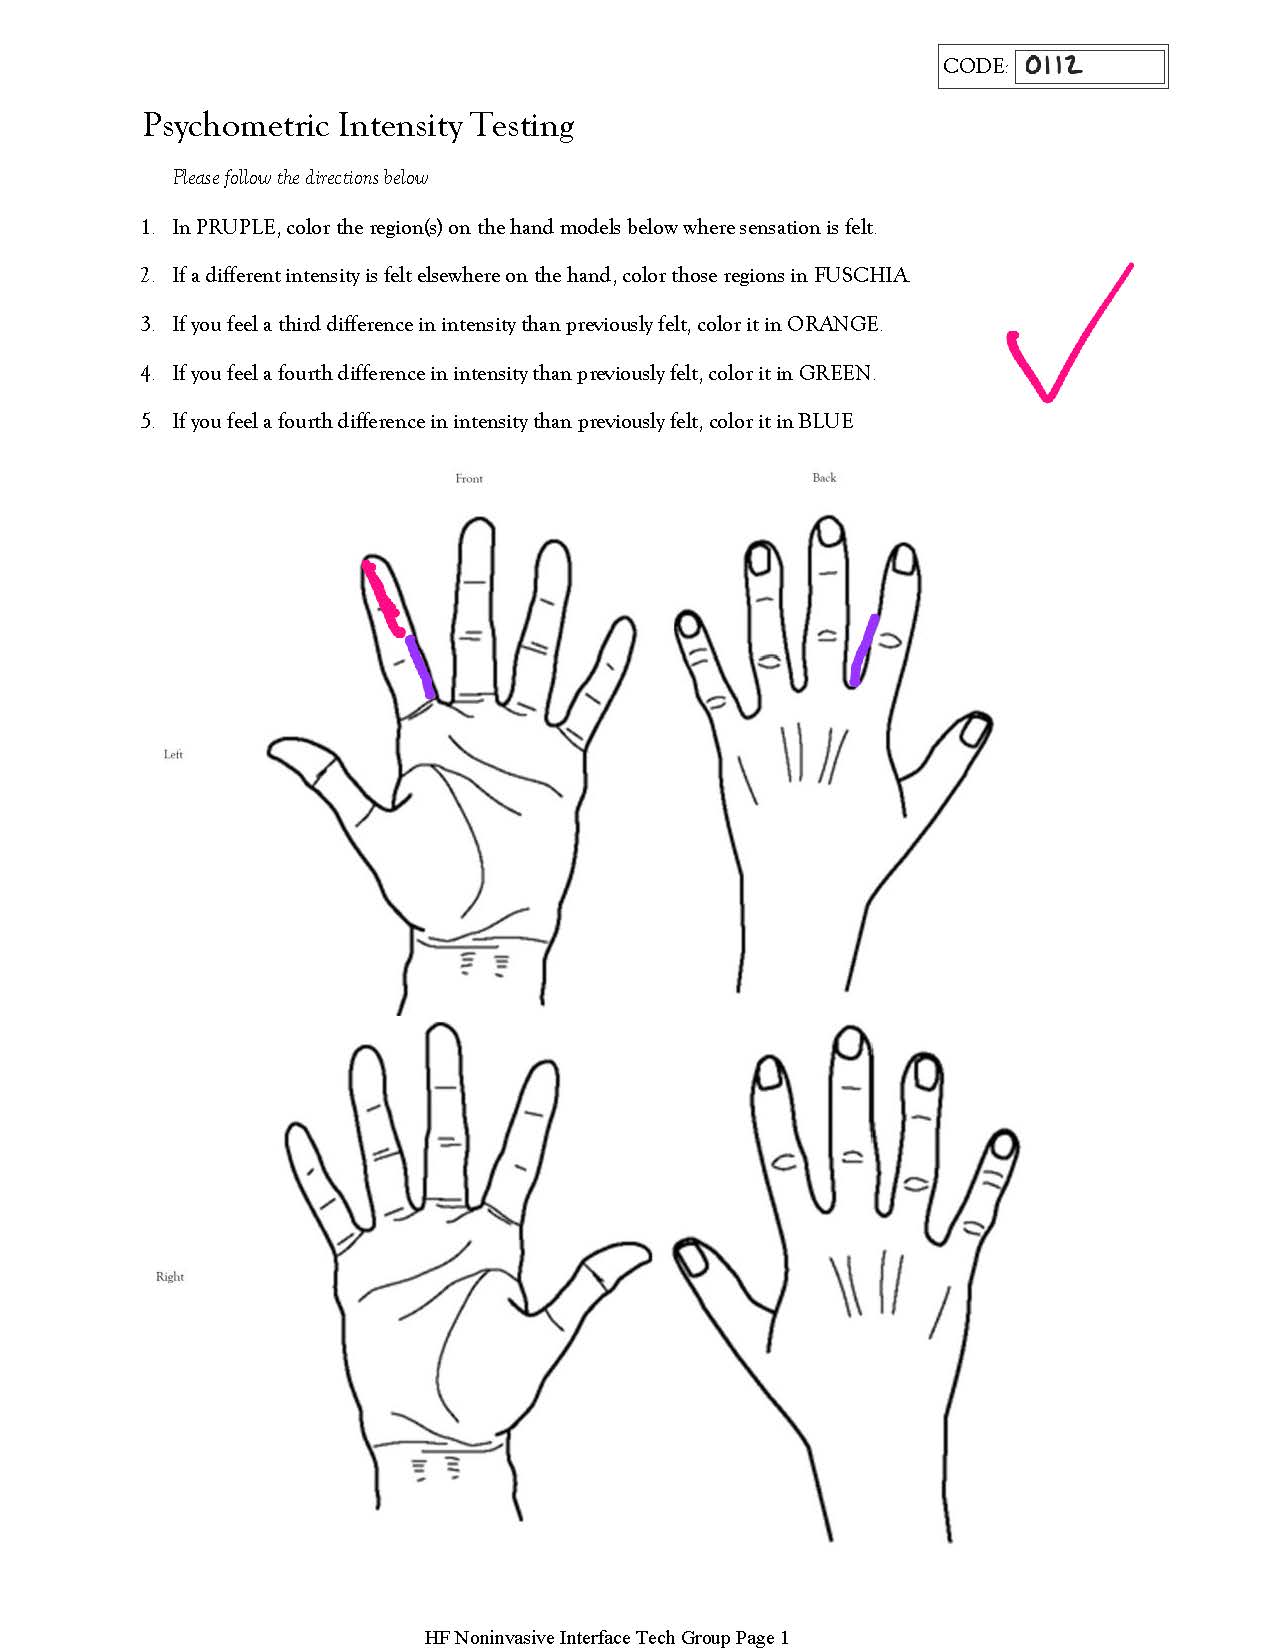 CODE: 0112
Psychometric Intensity Testing
Please follow the directions below
1. In PRUPLE, color the region(s) on the hand models below where sensation is felt.
2. If a different intensity is felt elsewhere on the hand, color those regions in FUSCHIA.
3. If you feel a third difference in intensity than previously felt, color it in ORANGE.
4. If you feel a fourth difference in intensity than previously felt, color it in GREEN.
5. If you feel a fourth difference in intensity than previously felt, color it in BLUE
Front Back
Left
Right
HF Noninvasive Interface Tech Group Page 1